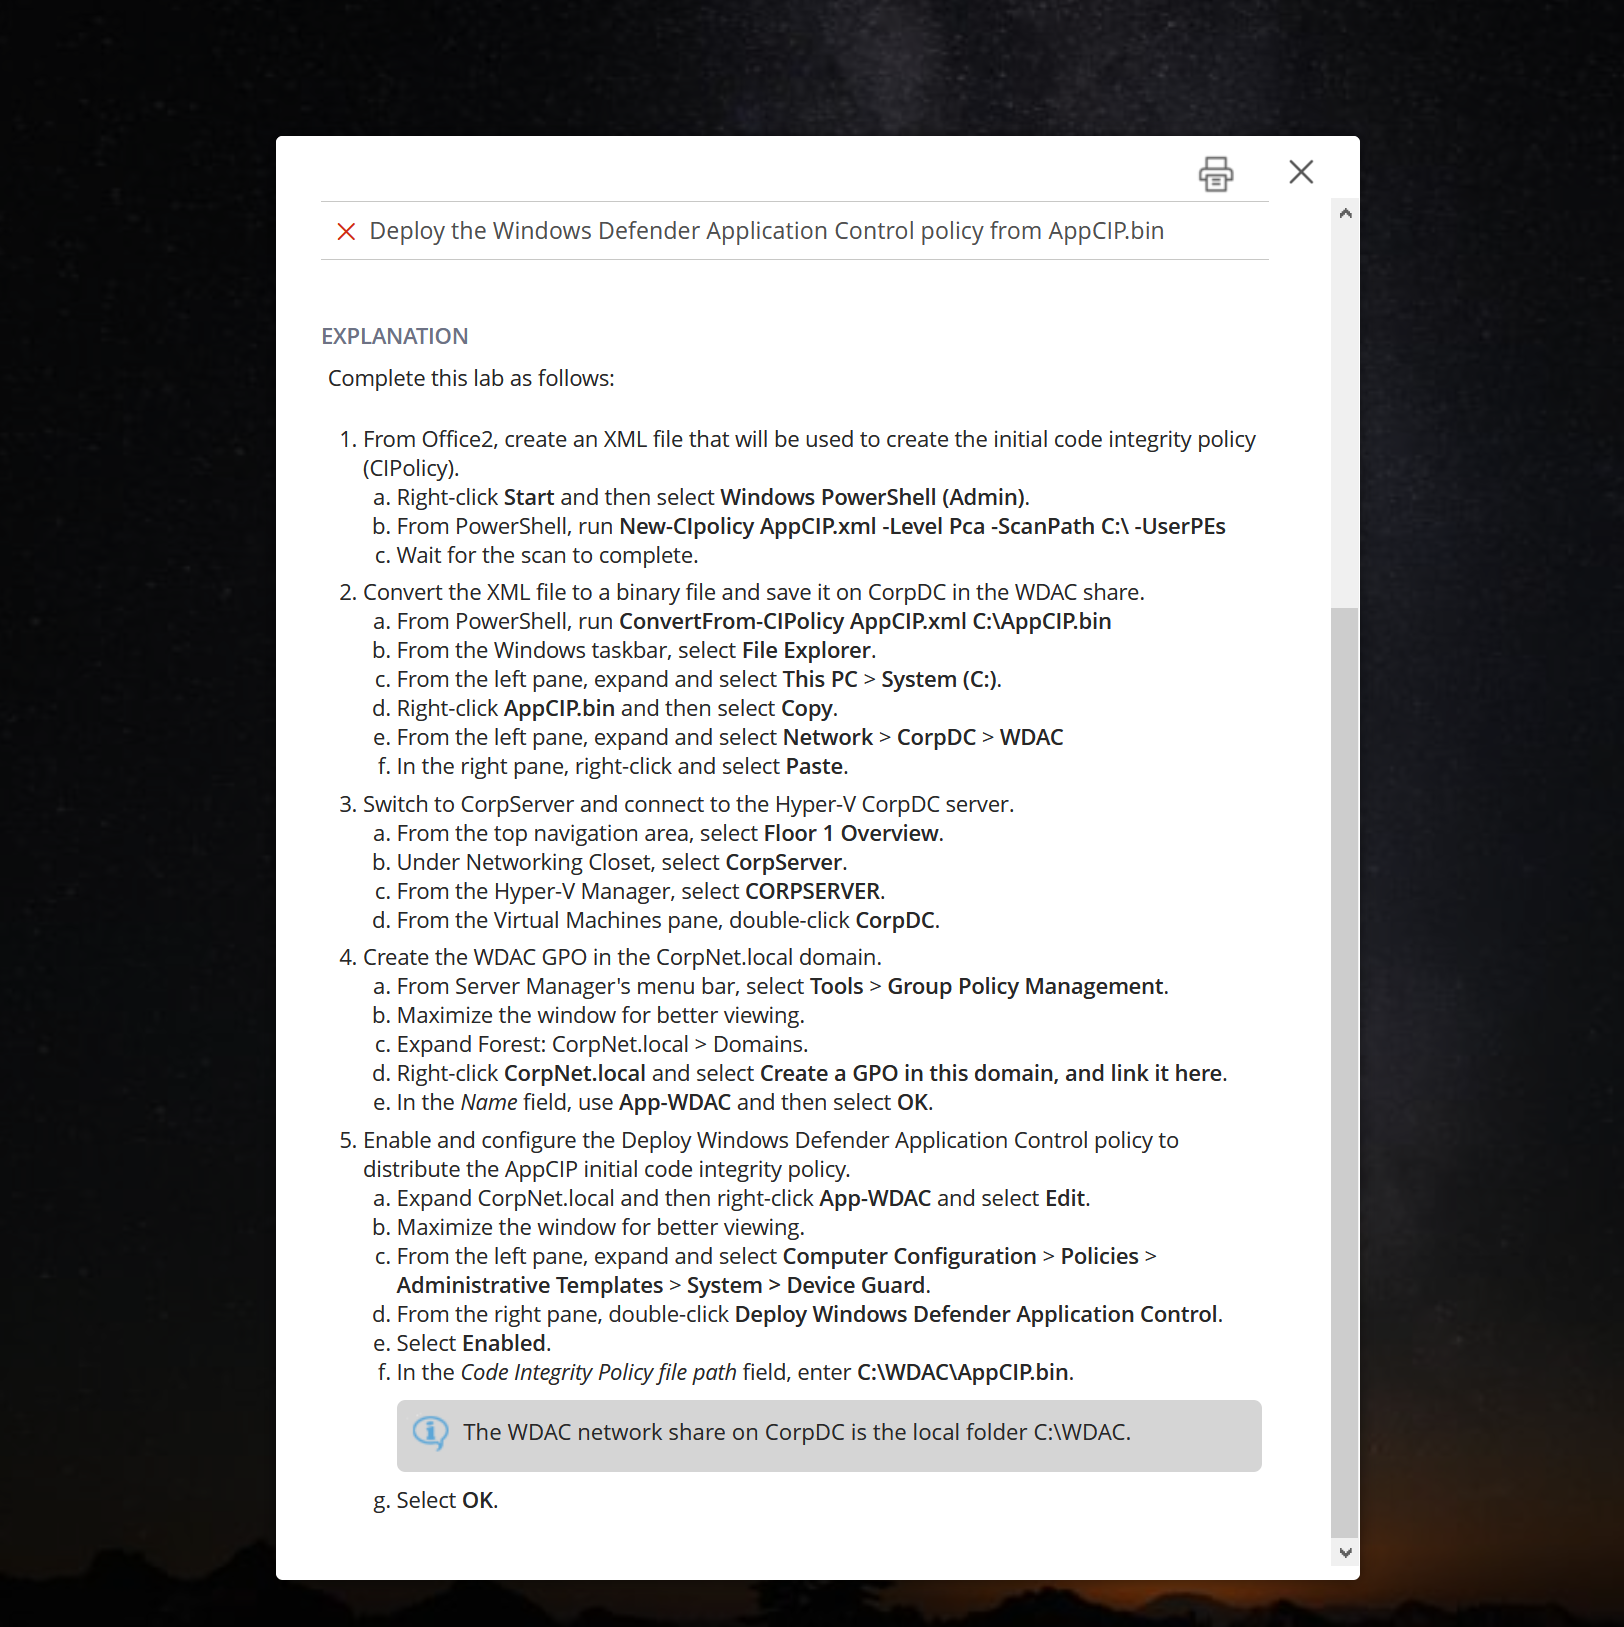 Deploy the Windows Defender Application Control policy from AppCIP.bin
EXPLANATION
Complete this lab as follows:
1. From Office2, create an XML file that will be used to create the initial code integrity policy
(CIPolicy).
a. Right-click Start and then select Windows PowerShell (Admin).
b. From PowerShell, run New-CIpolicy AppCIP.xml -Level Pca -ScanPath C:\ -UserPEs
c. Wait for the scan to complete.
2. Convert the XML file to a binary file and save it on CorpDC in the WDAC share.
a. From PowerShell, run ConvertFrom-CIPolicy AppCIP.xml C:\AppCIP.bin
b. From the Windows taskbar, select File Explorer.
c. From the left pane, expand and select This PC > System (C:).
d. Right-click AppCIP.bin and then select Copy.
e. From the left pane, expand and select Network > CorpDC > WDAC
f. In the right pane, right-click and select Paste.
3. Switch to CorpServer and connect to the Hyper-V CorpDC server.
a. From the top navigation area, select Floor 1 Overview.
b. Under Networking Closet, select CorpServer.
c. From the Hyper-V Manager, select CORPSERVER.
d. From the Virtual Machines pane, double-click CorpDC.
4. Create the WDAC GPO in the CorpNet.local domain.
a. From Server Manager's menu bar, select Tools > Group Policy Management.
b. Maximize the window for better viewing.
c. Expand Forest: CorpNet.local > Domains.
d. Right-click CorpNet.local and select Create a GPO in this domain, and link it here.
e. In the Name field, use App-WDAC and then select OK.
5. Enable and configure the Deploy Windows Defender Application Control policy to
distribute the AppCIP initial code integrity policy.
a. Expand CorpNet.local and then right-click App-WDAC and select Edit.
b. Maximize the window for better viewing.
c. From the left pane, expand and select Computer Configuration > Policies >
Administrative Templates > System > Device Guard.
d. From the right pane, double-click Deploy Windows Defender Application Control.
e. Select Enabled.
f. In the Code Integrity Policy file path field, enter C:\WDAC\AppCIP.bin.
The WDAC network share on CorpDC is the local folder C:\WDAC.
g. Select OK.